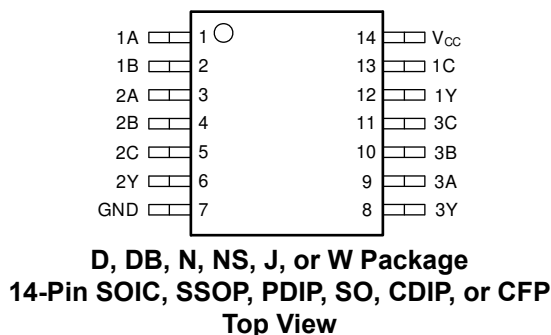 1A 1 14 VCC
1B 2 13 1C
2A 3 12 1Y
2B 4 11 3C
2C 5 10 3B
2Y 6 9 3A
GND 7 8 3Y
D, DB, N, NS, J, or W Package
14-Pin SOIC, SSOP, PDIP, SO, CDIP, or CFP
Top View